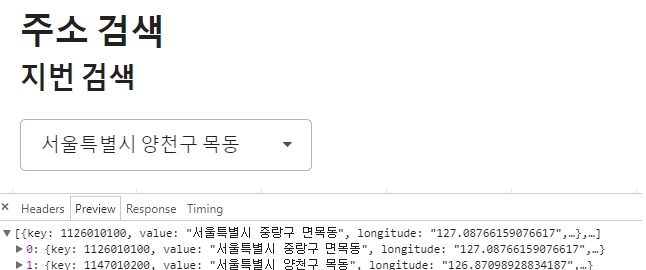 주소 검색
지번 검색
서울특별시 양천구 목동
× Headers Preview Response Timing
▼[{key: 1126010100, value: "서울특별시 중랑구 면목동", longitude: "127.08766159076617",…},…]
▶0: {key: 1126010100, value: "서울특별시 중랑구 면목동", longitude: "127.08766159076617",…}
▶1: {key: 1147010200, value: "서울특별시 양천구 목동", longitude: "126.87098928834187",…}